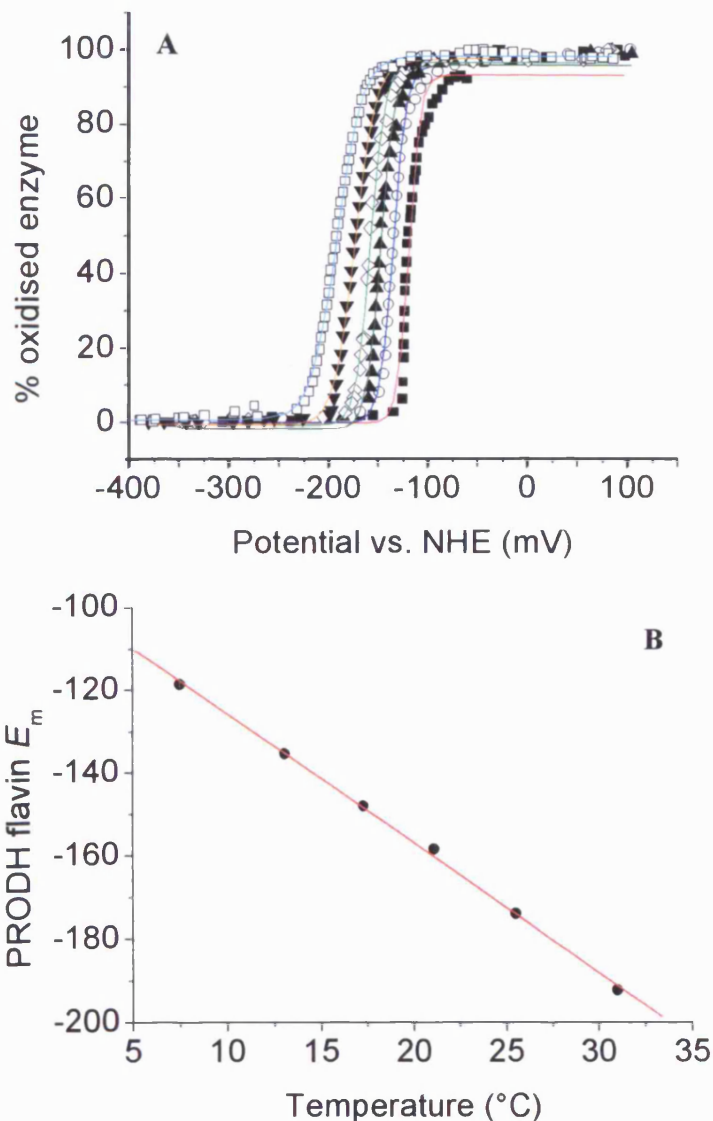 A
100
80
60
40
20
0
% oxidised enzyme
-400 -300 -200 -100 0 100
Potential vs. NHE (mV)
B
-100
-120
-140
-160
-180
-200
PRODH flavin Em
5 10 15 20 25 30 35
Temperature (°C)